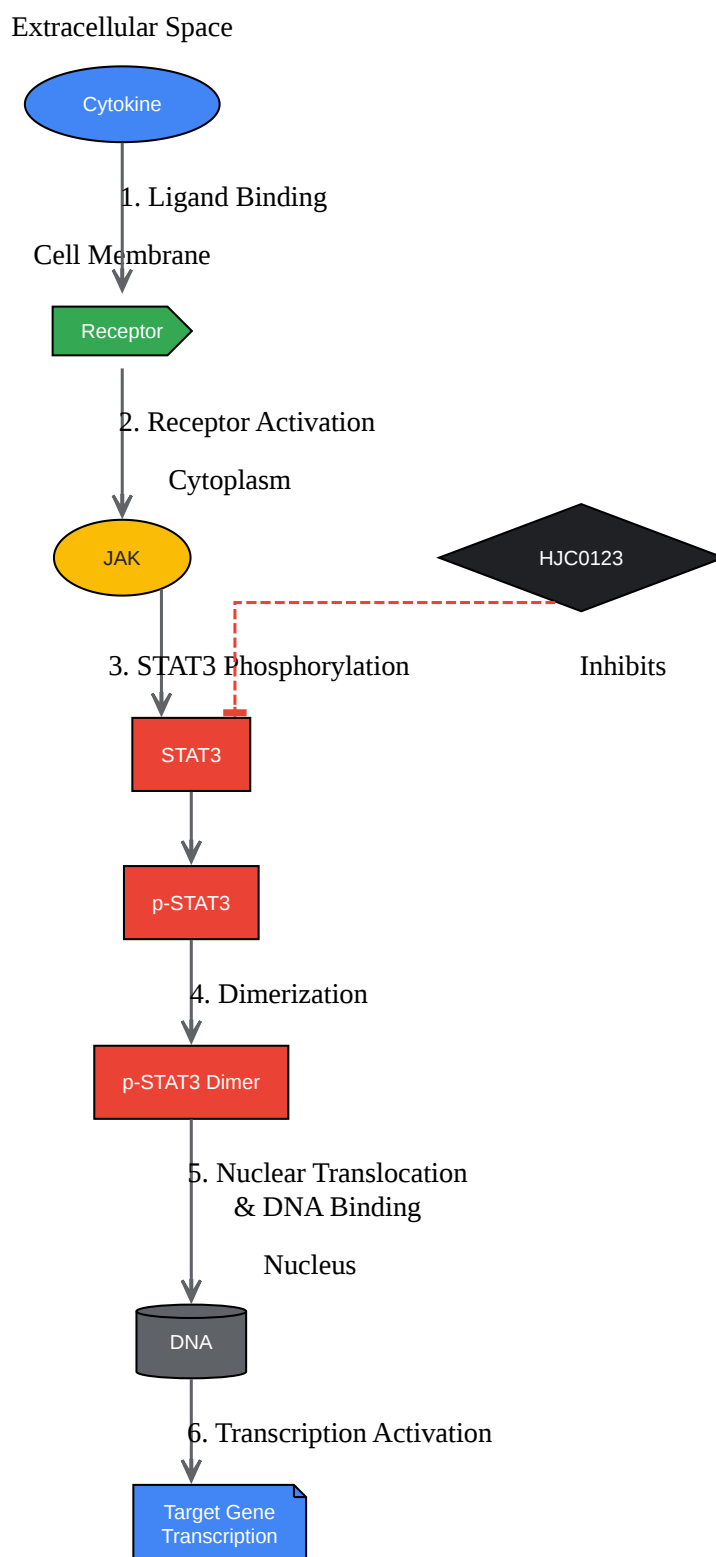 Extracellular Space
Cytokine
1. Ligand Binding
Cell Membrane
Receptor
2. Receptor Activation
Cytoplasm
JAK
HJC0123
3. STAT3 Phosphorylation
Inhibits
STAT3
p-STAT3
4. Dimerization
p-STAT3 Dimer
5. Nuclear Translocation
& DNA Binding
Nucleus
DNA
6. Transcription Activation
Target Gene
Transcription